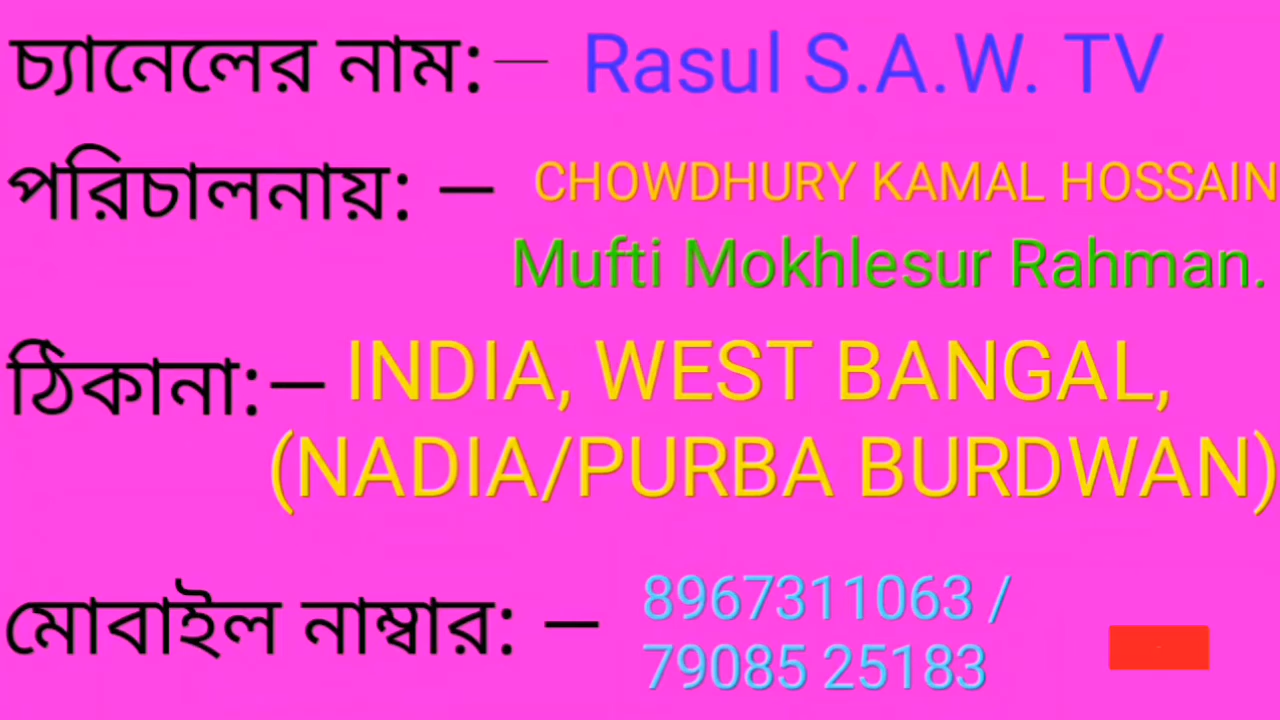 চ্যানেলের নাম:— Rasul S.A.W. TV
পরিচালনায়: — CHOWDHURY KAMAL HOSSAIN
Mufti Mokhlesur Rahman.
ঠিকানা:— INDIA, WEST BANGAL,
(NADIA/PURBA BURDWAN)
মোবাইল নাম্বার: — 8967311063 /
79085 25183